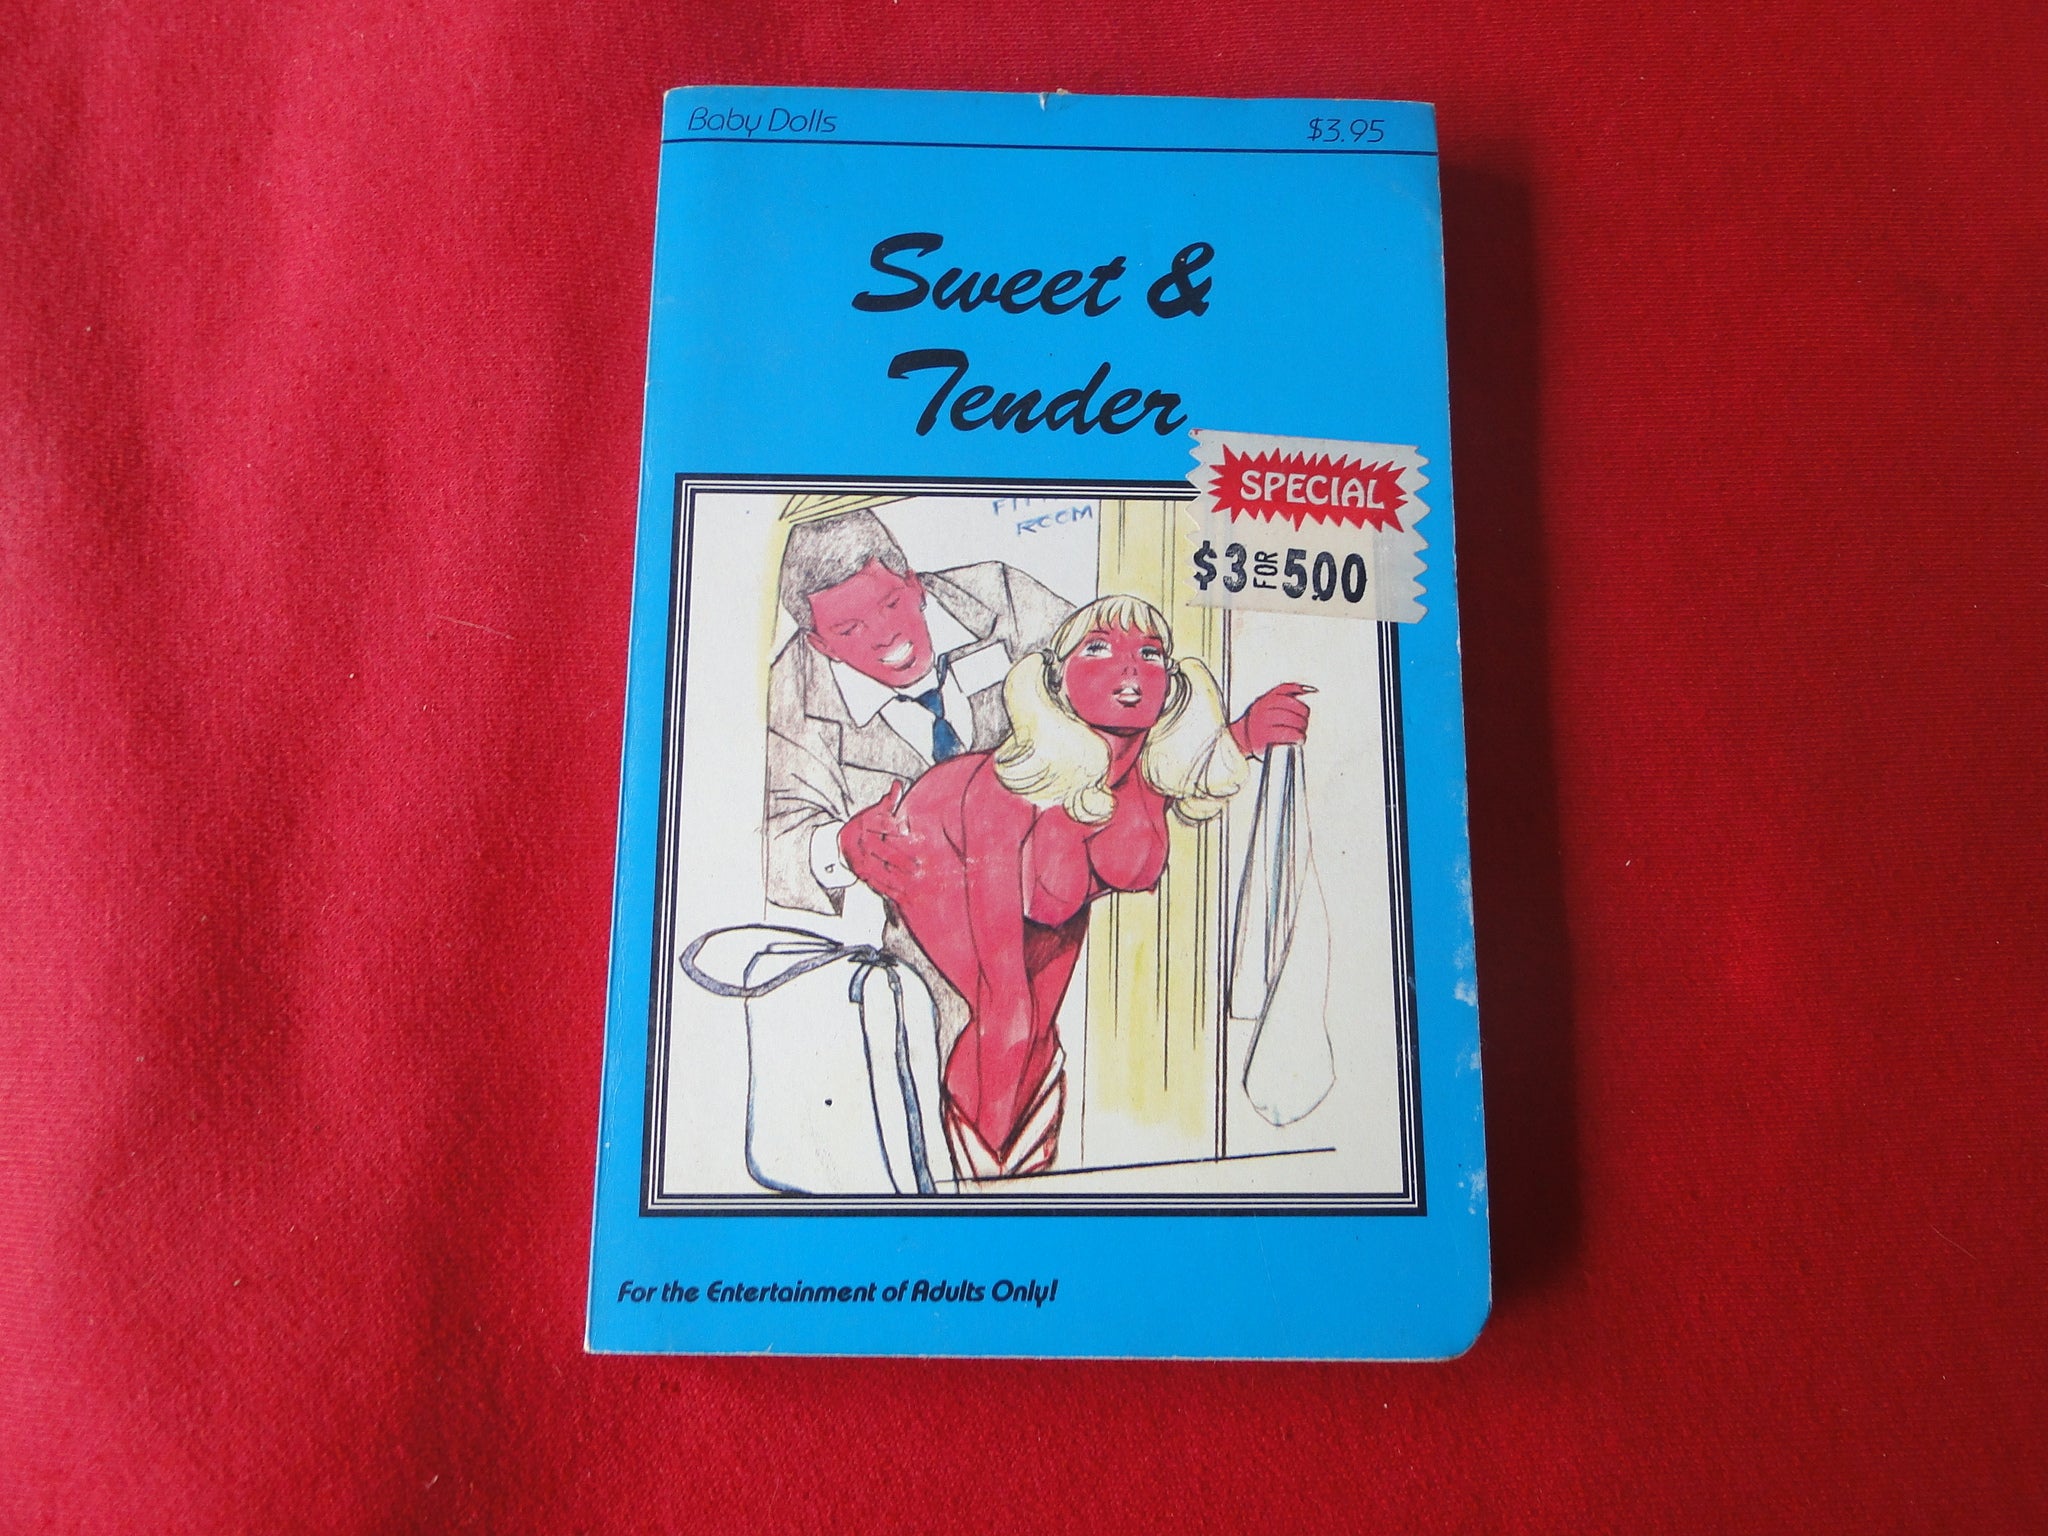 Baby Dolls
$3.95
Sweet &
Tender
SPECIAL
$3 FOR 5.00
ROOM
For the Entertainment of Adults Only!